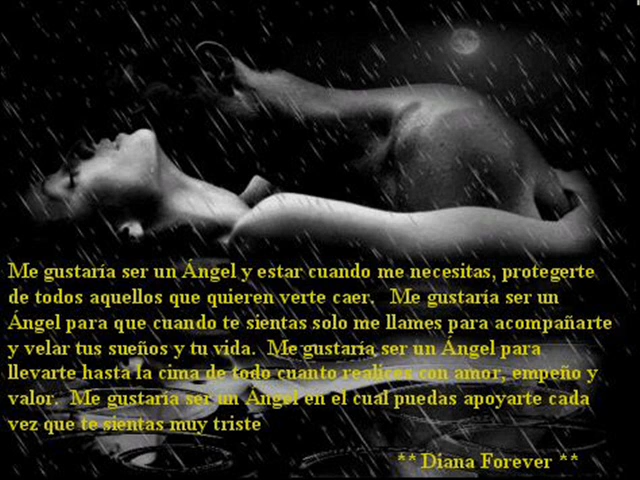 Me gustaría ser un Ángel y estar cuando me necesitas, protegerte
de todos aquellos que quieren verte caer.   Me gustaría ser un
Ángel para que cuando te sientas solo me llames para acompañarte
y velar tus sueños y tu vida.  Me gustaría ser un Ángel para
llevarte hasta la cima de todo cuanto realices con amor, empeño y
valor.  Me gustaría ser un Ángel en el cual puedas apoyarte cada
vez que te sientas muy triste
** Diana Forever **